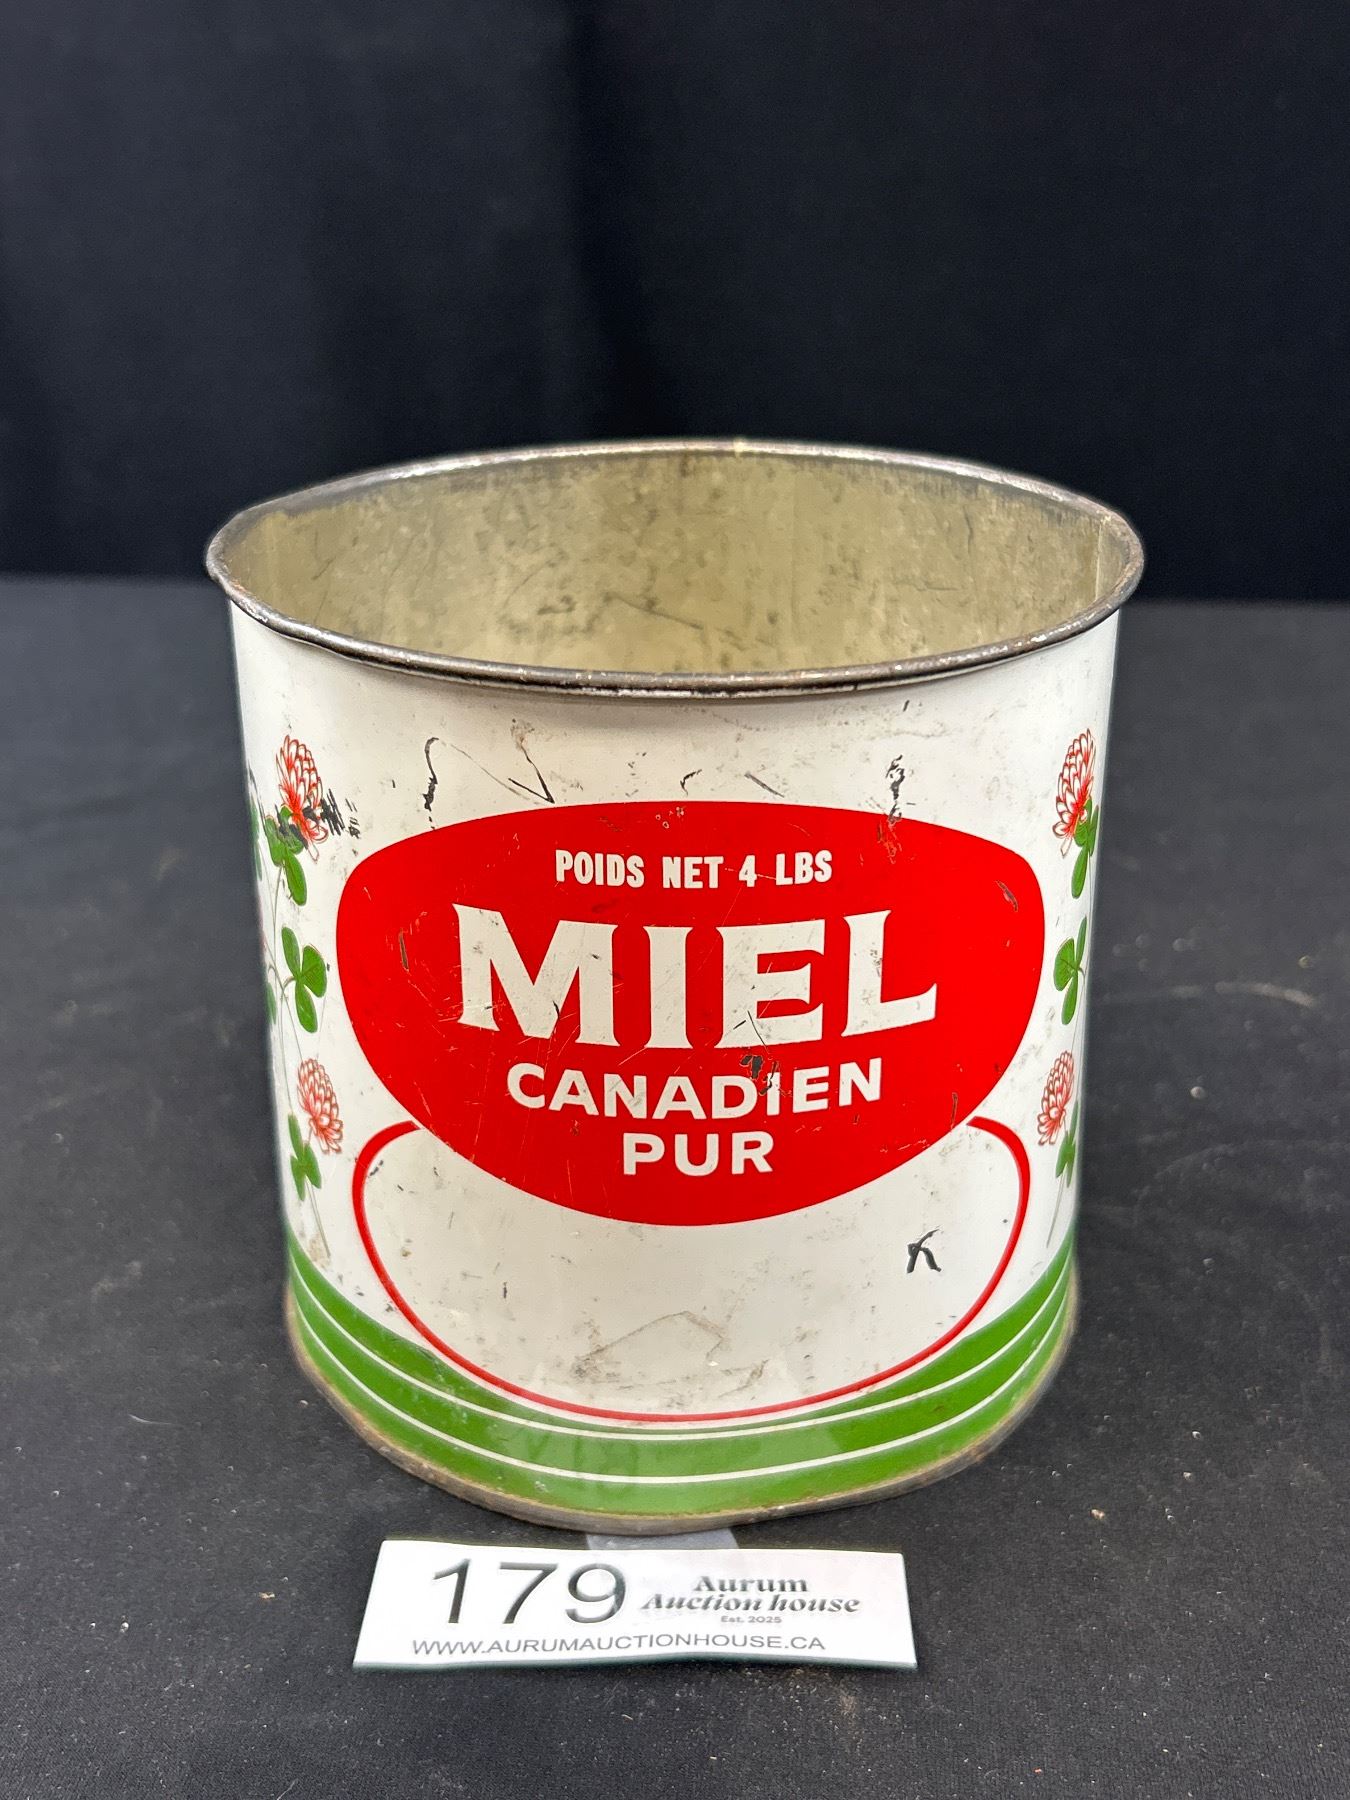 POIDS NET 4 LBS
MIEL
CANADIEN
PUR
K
179
Aurum
Auction house
Est. 2025
WWW.AURUMAUCTIONHOUSE.CA